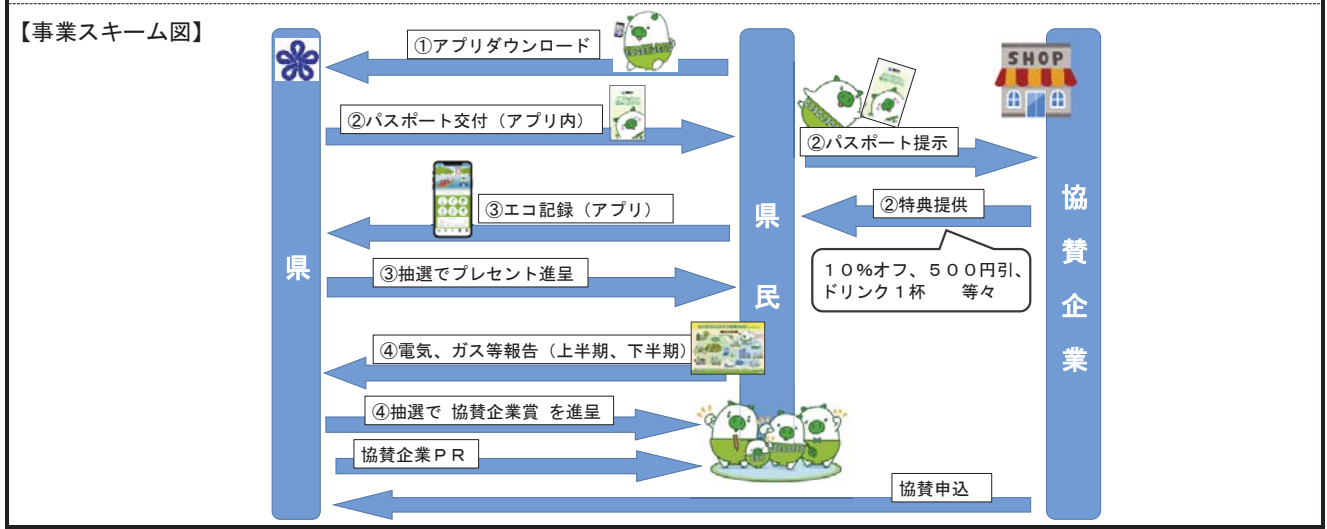 【事業スキーム図】
①アプリダウンロード
SHOP
②パスポート交付（アプリ内）
②パスポート提示
③エコ記録（アプリ）
②特典提供
県
県民
協賛企業
１０％オフ、５００円引、
ドリンク１杯　　等々
③抽選でプレゼント進呈
④電気、ガス等報告（上半期、下半期）
④抽選で 協賛企業賞 を進呈
協賛企業ＰＲ
協賛申込